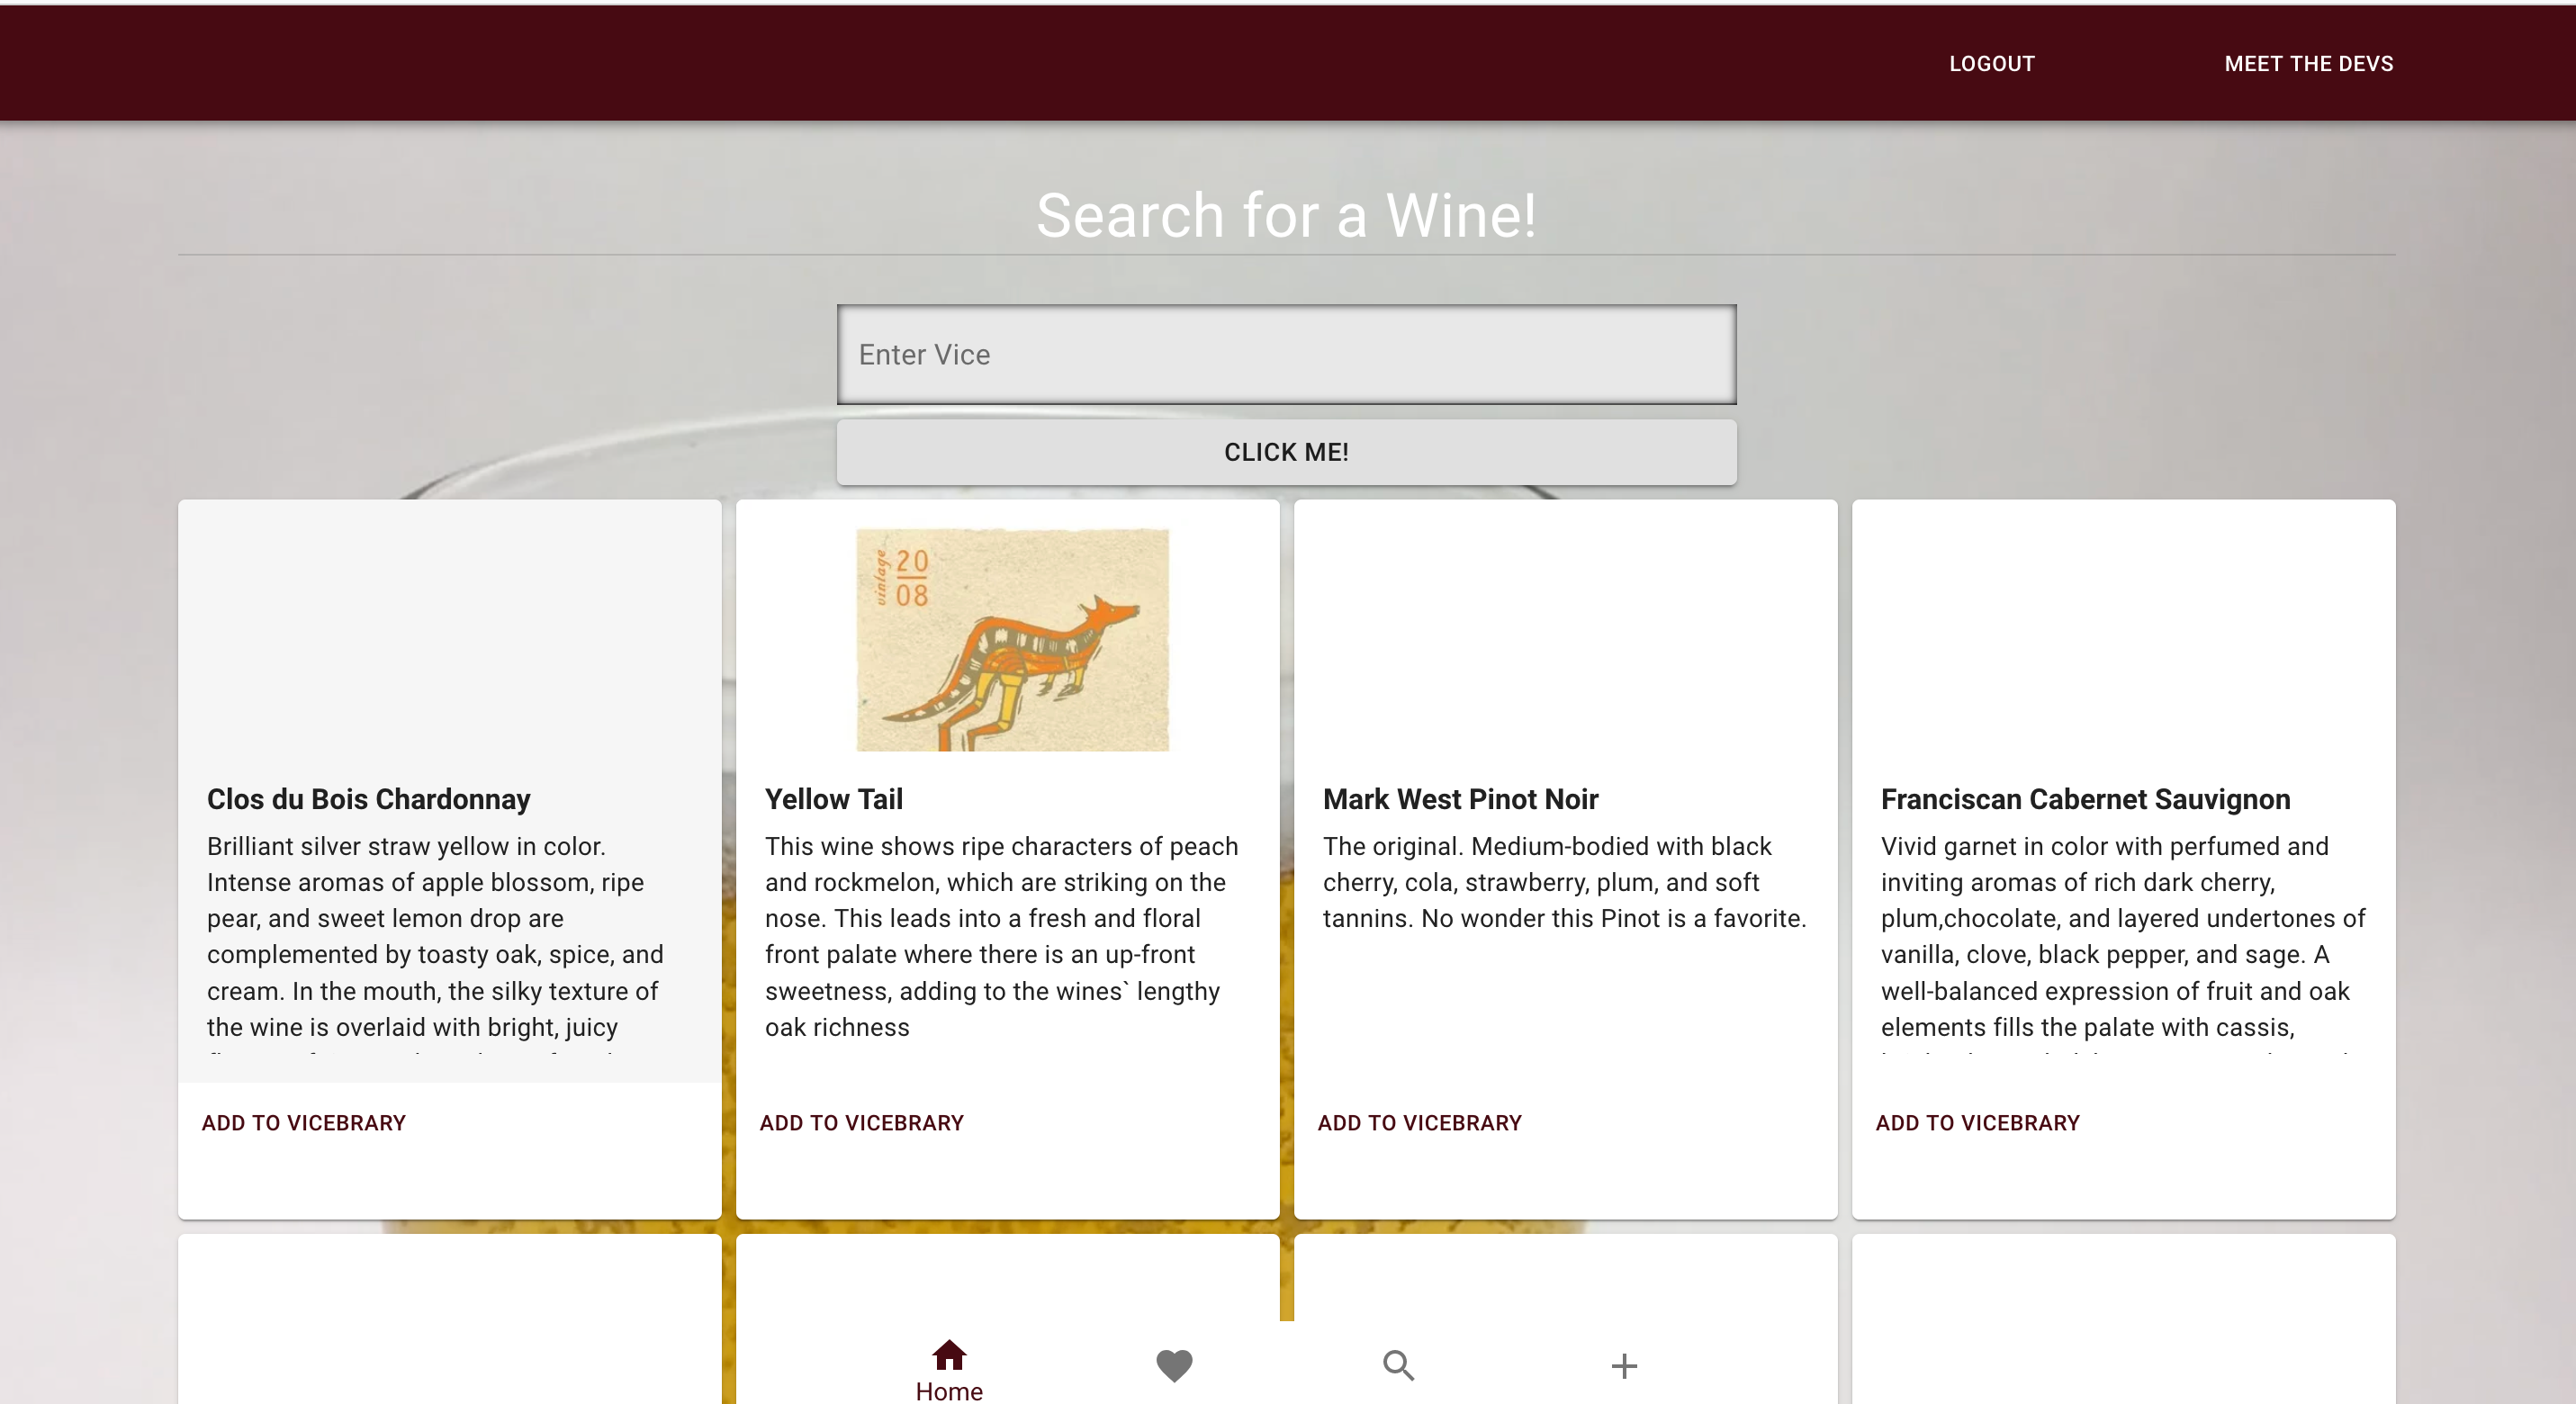 LOGOUT
MEET THE DEVS
Search for a Wine!
Enter Vice
CLICK ME!
vintage
20
08
Clos du Bois Chardonnay
Brilliant silver straw yellow in color.
Intense aromas of apple blossom, ripe
pear, and sweet lemon drop are
complemented by toasty oak, spice, and
cream. In the mouth, the silky texture of
the wine is overlaid with bright, juicy
ADD TO VICEBRARY
Yellow Tail
This wine shows ripe characters of peach
and rockmelon, which are striking on the
nose. This leads into a fresh and floral
front palate where there is an up-front
sweetness, adding to the wines` lengthy
oak richness
ADD TO VICEBRARY
Mark West Pinot Noir
The original. Medium-bodied with black
cherry, cola, strawberry, plum, and soft
tannins. No wonder this Pinot is a favorite.
ADD TO VICEBRARY
Franciscan Cabernet Sauvignon
Vivid garnet in color with perfumed and
inviting aromas of rich dark cherry,
plum,chocolate, and layered undertones of
vanilla, clove, black pepper, and sage. A
well-balanced expression of fruit and oak
elements fills the palate with cassis,
ADD TO VICEBRARY
Home